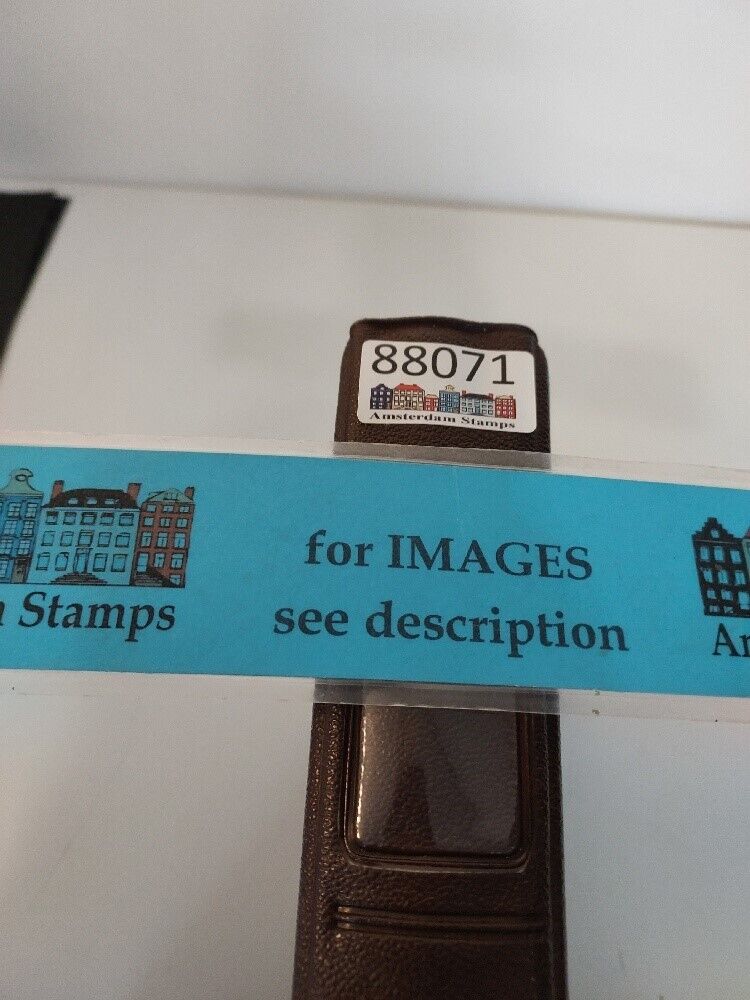 88071
Amsterdam Stamps
for IMAGES
see description
Stamps